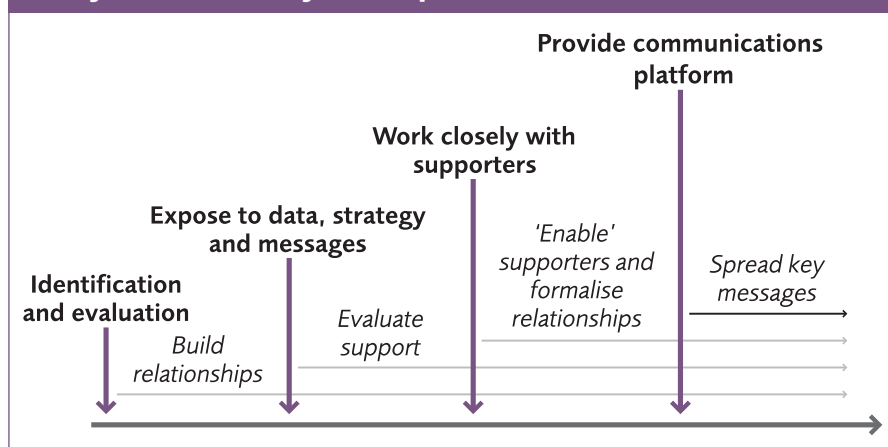 Provide communications
platform
Work closely with
supporters
Expose to data, strategy
and messages
Identification
and evaluation
Build
relationships
Evaluate
support
'Enable'
supporters and
formalise
relationships
Spread key
messages